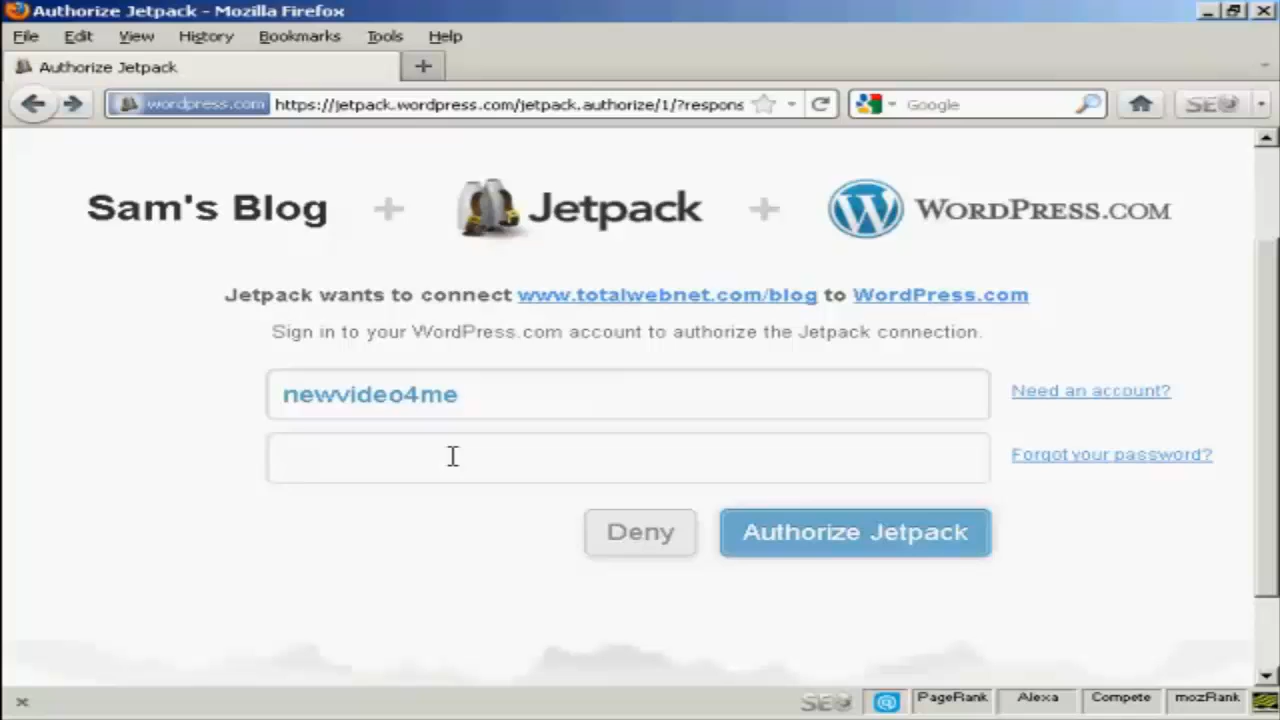 Authorize Jetpack - Mozilla Firefox
File Edit View History Bookmarks Tools Help
Authorize Jetpack
wordpress.com https://jetpack.wordpress.com/jetpack.authorize/1/?respons Google SEO
Sam's Blog + Jetpack + WORDPRESS.COM
Jetpack wants to connect www.totalwebnet.com/blog to WordPress.com
Sign in to your WordPress.com account to authorize the Jetpack connection.
newvideo4me Need an account?
Forgot your password?
Deny Authorize Jetpack
SEO PageRank Alexa Compete mozRank